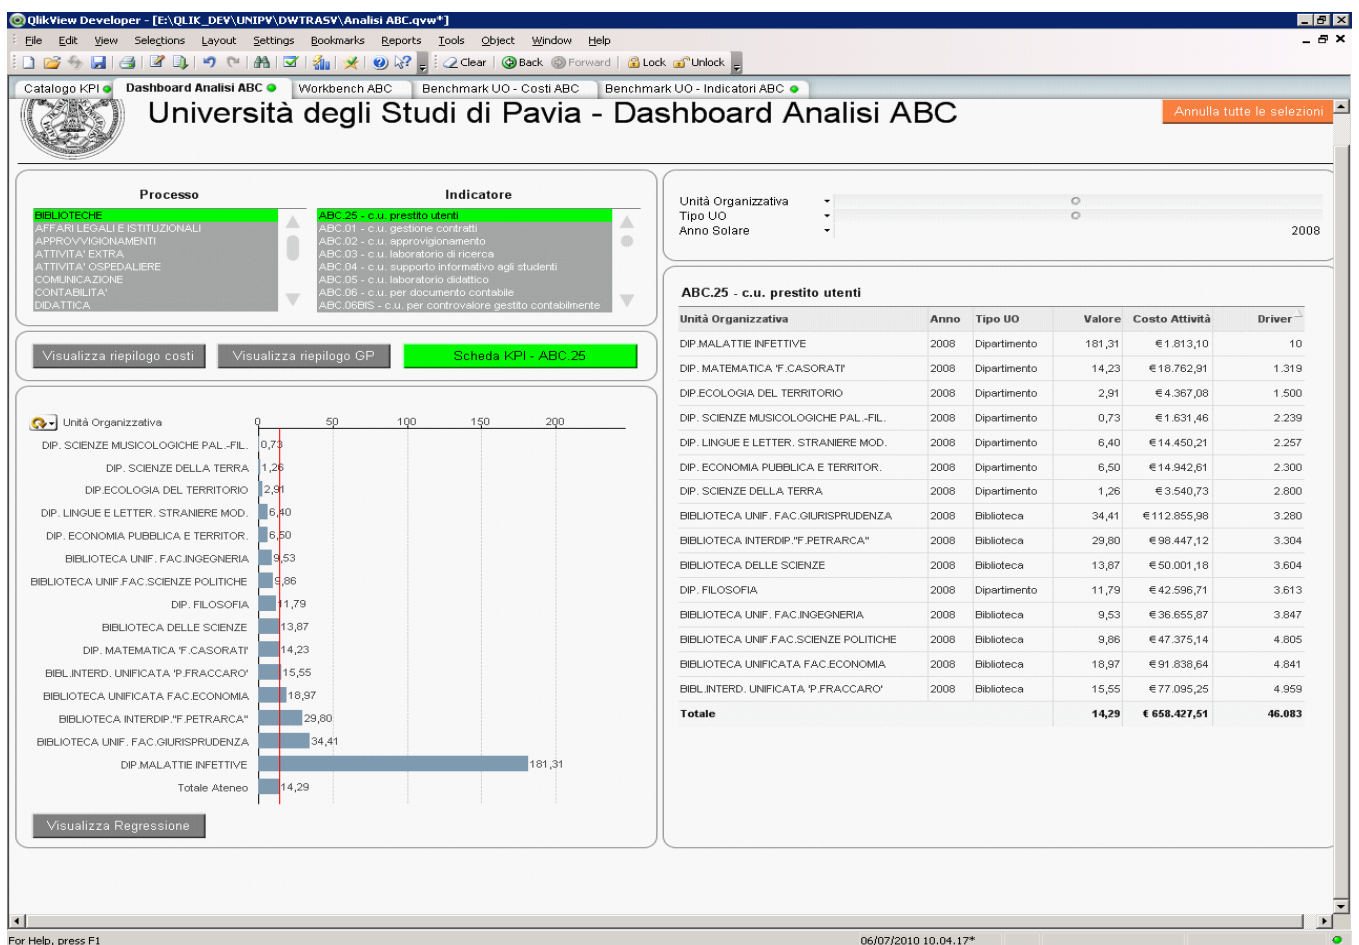 QlikView Developer - [E:\QLIK_DEV\UNIPV\DWTRASV\Analisi ABC.qvw*]
File Edit View Selections Layout Settings Bookmarks Reports Tools Object Window Help
Clear Back Forward Lock Unlock
Catalogo KPI Dashboard Analisi ABC Workbench ABC Benchmark UO - Costi ABC Benchmark UO - Indicatori ABC
Università degli Studi di Pavia - Dashboard Analisi ABC
Annulla tutte le selezioni
Processo
BIBLIOTECHE
AFFARI LEGALI E ISTITUZIONALI
APPROVVIGIONAMENTI
ATTIVITA' EXTRA
ATTIVITA' OSPEDALIERE
COMUNICAZIONE
CONTABILITA'
DIDATTICA
Indicatore
ABC.25 - c.u. prestito utenti
ABC.01 - c.u. gestione contratti
ABC.02 - c.u. approvigionamento
ABC.03 - c.u. laboratorio di ricerca
ABC.04 - c.u. supporto informativo agli studenti
ABC.05 - c.u. laboratorio didattico
ABC.06 - c.u. per documento contabile
ABC.06BIS - c.u. per controvalore gestito contabilmente
Unità Organizzativa
Tipo UO
Anno Solare 2008
Visualizza riepilogo costi Visualizza riepilogo GP Scheda KPI - ABC.25
Unità Organizzativa 0 50 100 150 200
DIP. SCIENZE MUSICOLOGICHE PAL.-FIL. 0,73
DIP. SCIENZE DELLA TERRA 1,26
DIP.ECOLOGIA DEL TERRITORIO 2,91
DIP. LINGUE E LETTER. STRANIERE MOD. 6,40
DIP. ECONOMIA PUBBLICA E TERRITOR. 6,50
BIBLIOTECA UNIF. FAC.INGEGNERIA 9,53
BIBLIOTECA UNIF.FAC.SCIENZE POLITICHE 9,86
DIP. FILOSOFIA 11,79
BIBLIOTECA DELLE SCIENZE 13,87
DIP. MATEMATICA 'F.CASORATI' 14,23
BIBL.INTERD. UNIFICATA 'P.FRACCARO' 15,55
BIBLIOTECA UNIFICATA FAC.ECONOMIA 18,97
BIBLIOTECA INTERDIP."F.PETRARCA" 29,80
BIBLIOTECA UNIF. FAC.GIURISPRUDENZA 34,41
DIP.MALATTIE INFETTIVE 181,31
Totale Ateneo 14,29
Visualizza Regressione
ABC.25 - c.u. prestito utenti
Unità Organizzativa Anno Tipo UO Valore Costo Attività Driver
DIP.MALATTIE INFETTIVE 2008 Dipartimento 181,31 € 1.813,10 10
DIP. MATEMATICA 'F.CASORATI' 2008 Dipartimento 14,23 € 18.762,91 1.319
DIP.ECOLOGIA DEL TERRITORIO 2008 Dipartimento 2,91 € 4.367,08 1.500
DIP. SCIENZE MUSICOLOGICHE PAL.-FIL. 2008 Dipartimento 0,73 € 1.631,46 2.239
DIP. LINGUE E LETTER. STRANIERE MOD. 2008 Dipartimento 6,40 € 14.450,21 2.257
DIP. ECONOMIA PUBBLICA E TERRITOR. 2008 Dipartimento 6,50 € 14.942,61 2.300
DIP. SCIENZE DELLA TERRA 2008 Dipartimento 1,26 € 3.540,73 2.800
BIBLIOTECA UNIF. FAC.GIURISPRUDENZA 2008 Biblioteca 34,41 € 112.855,98 3.280
BIBLIOTECA INTERDIP."F.PETRARCA" 2008 Biblioteca 29,80 € 98.447,12 3.304
BIBLIOTECA DELLE SCIENZE 2008 Biblioteca 13,87 € 50.001,18 3.604
DIP. FILOSOFIA 2008 Dipartimento 11,79 € 42.596,71 3.613
BIBLIOTECA UNIF. FAC.INGEGNERIA 2008 Biblioteca 9,53 € 36.655,87 3.847
BIBLIOTECA UNIF.FAC.SCIENZE POLITICHE 2008 Biblioteca 9,86 € 47.375,14 4.805
BIBLIOTECA UNIFICATA FAC.ECONOMIA 2008 Biblioteca 18,97 € 91.838,64 4.841
BIBL.INTERD. UNIFICATA 'P.FRACCARO' 2008 Biblioteca 15,55 € 77.095,25 4.959
Totale 14,29 € 658.427,51 46.083
For Help, press F1 06/07/2010 10.04.17*